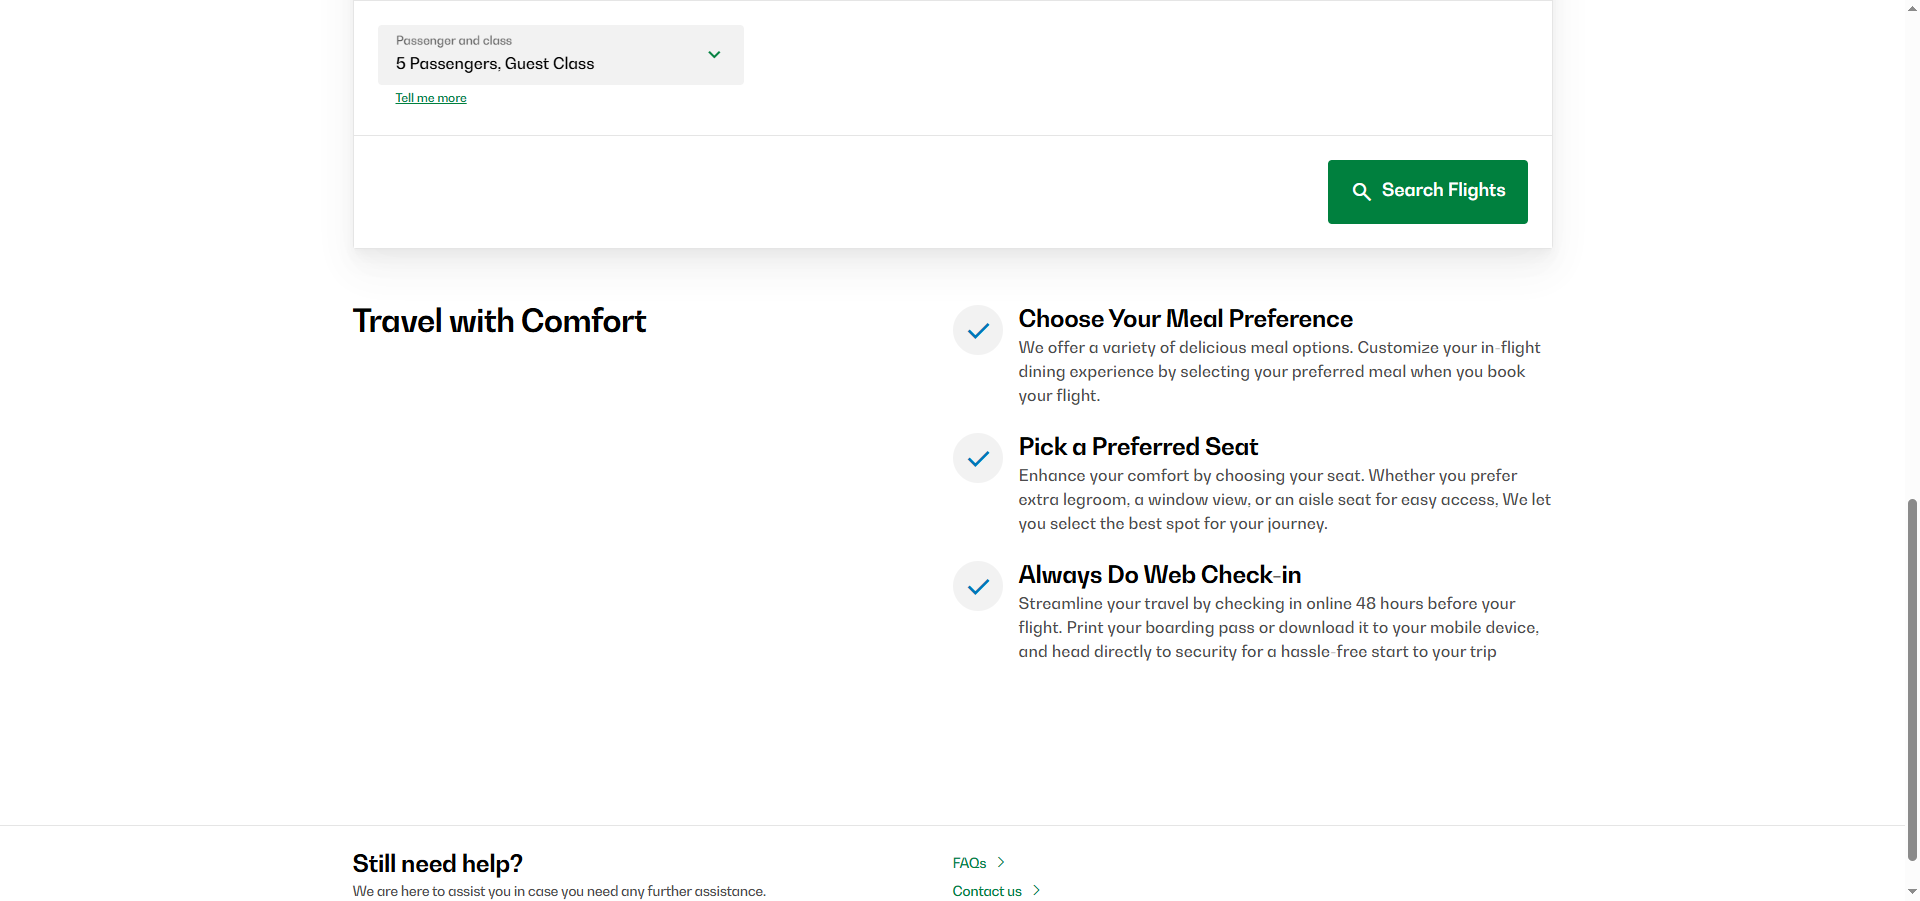 Passenger and class
5 Passengers, Guest Class
Tell me more
Search Flights
Travel with Comfort
Choose Your Meal Preference
We offer a variety of delicious meal options. Customize your in-flight
dining experience by selecting your preferred meal when you book
your flight.
Pick a Preferred Seat
Enhance your comfort by choosing your seat. Whether you prefer
extra legroom, a window view, or an aisle seat for easy access, We let
you select the best spot for your journey.
Always Do Web Check-in
Streamline your travel by checking in online 48 hours before your
flight. Print your boarding pass or download it to your mobile device,
and head directly to security for a hassle-free start to your trip
Still need help?
We are here to assist you in case you need any further assistance.
FAQs
Contact us